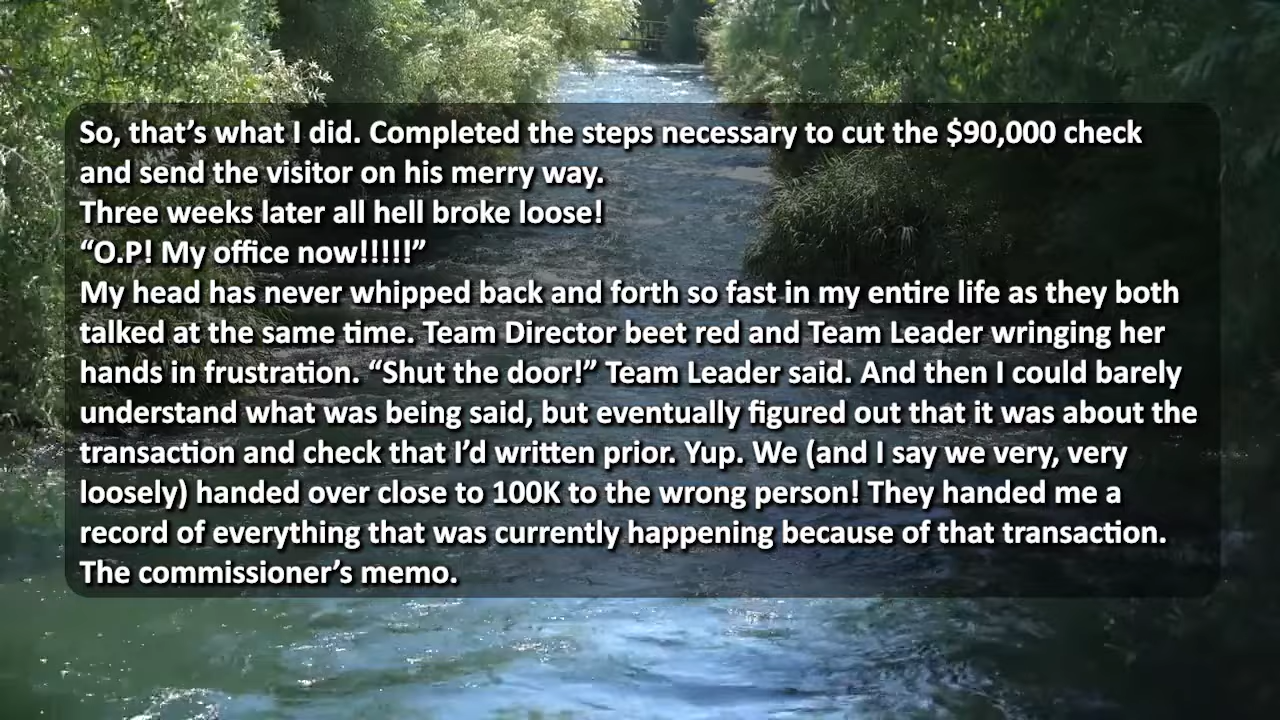 So, that’s what I did. Completed the steps necessary to cut the $90,000 check
and send the visitor on his merry way.
Three weeks later all hell broke loose!
“O.P! My office now!!!!!”
My head has never whipped back and forth so fast in my entire life as they both
talked at the same time. Team Director beet red and Team Leader wringing her
hands in frustration. “Shut the door!” Team Leader said. And then I could barely
understand what was being said, but eventually figured out that it was about the
transaction and check that I’d written prior. Yup. We (and I say we very, very
loosely) handed over close to 100K to the wrong person! They handed me a
record of everything that was currently happening because of that transaction.
The commissioner’s memo.